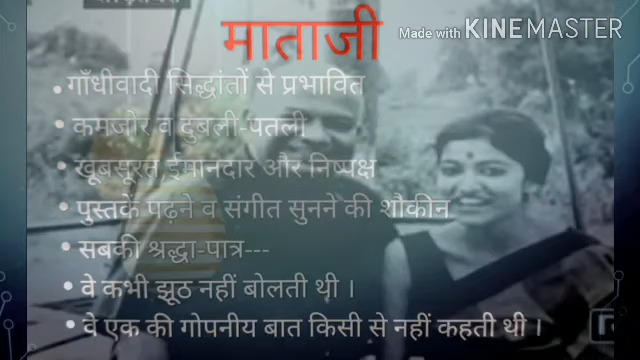 Made with KINEMASTER
माताजी
• गाँधीवादी सिद्धांतों से प्रभावित
• कमजोर व दुबली-पतली
• खूबसूरत,ईमानदार और निष्पक्ष
• पुस्तकें पढ़ने व संगीत सुनने की शौकीन
• सबकी श्रद्धा-पात्र---
• वे कभी झूठ नहीं बोलती थी ।
• वे एक की गोपनीय बात किसी से नहीं कहती थी ।